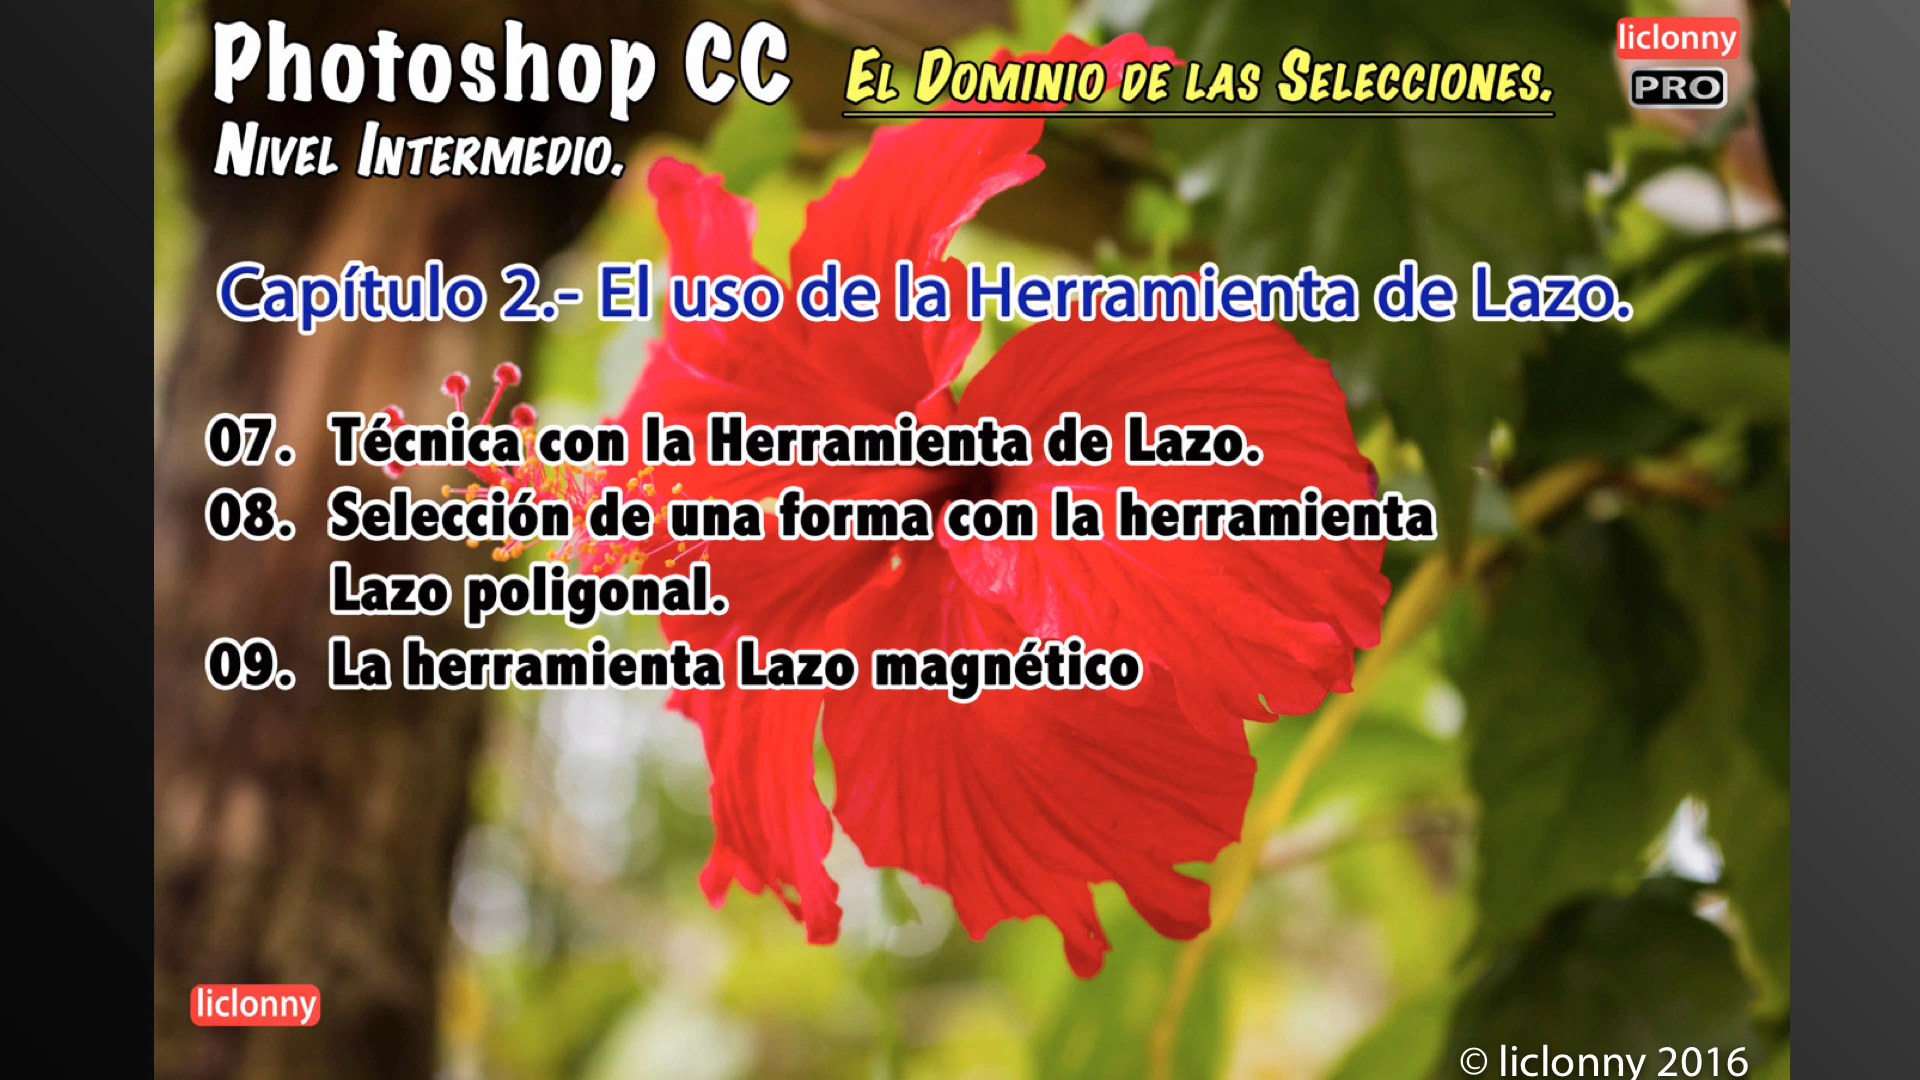 Photoshop CC
El Dominio de las Selecciones.
liclonny
PRO
Nivel Intermedio.
Capítulo 2.- El uso de la Herramienta de Lazo.
07. Técnica con la Herramienta de Lazo.
08. Selección de una forma con la herramienta
Lazo poligonal.
09. La herramienta Lazo magnético
liclonny
© liclonny 2016